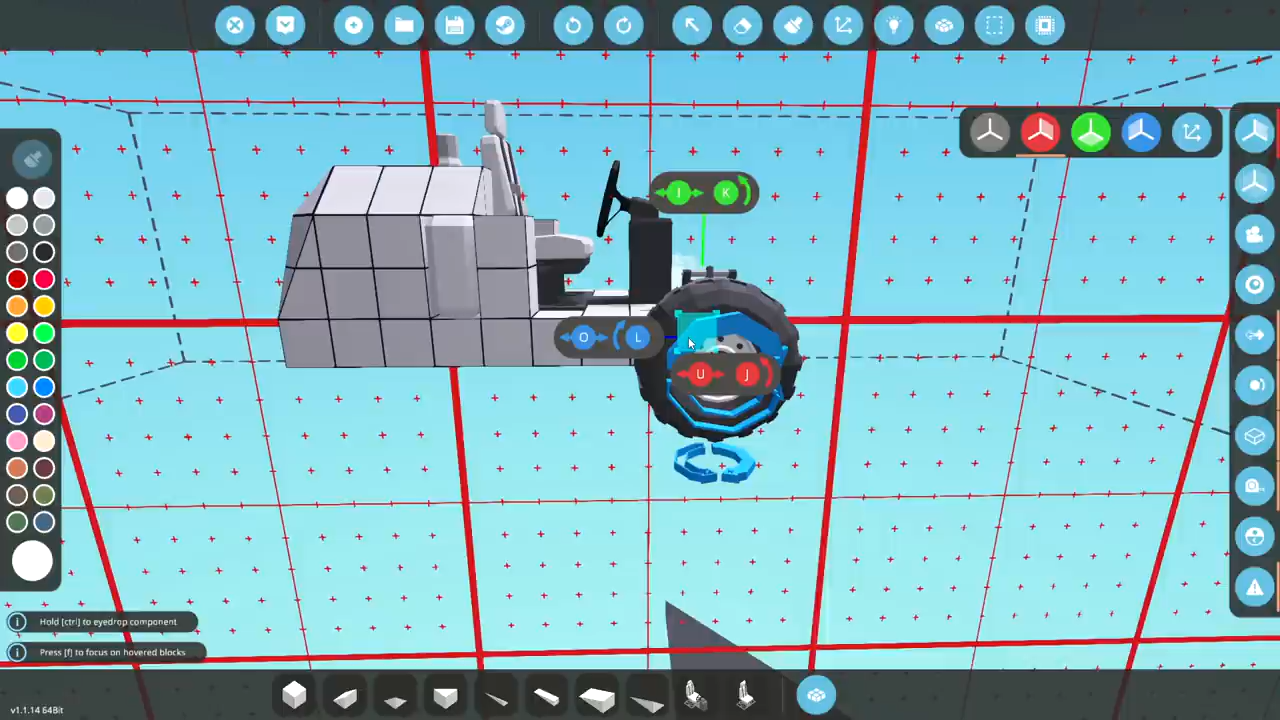 I K
O L
U J
Hold [ctrl] to eyedrop component
Press [f] to focus on hovered blocks
v1.1.14 64Bit